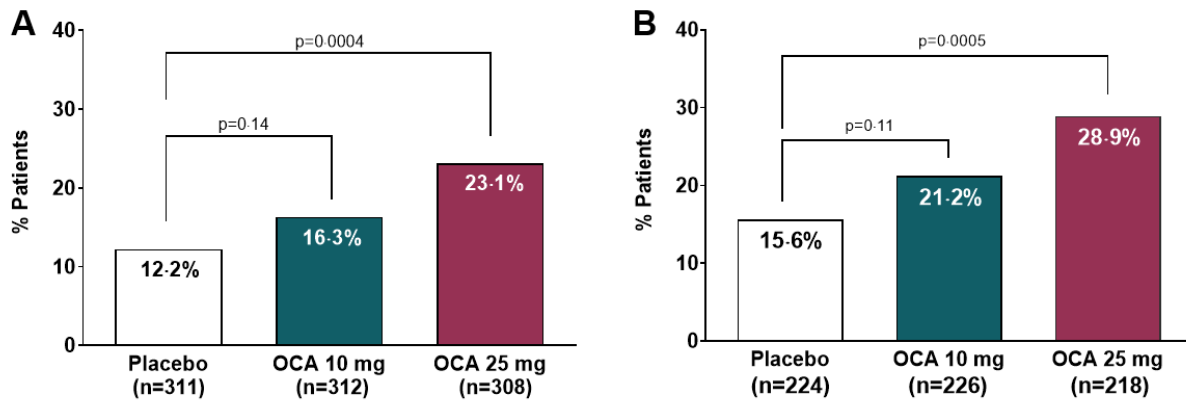 A
% Patients
40
30
20
10
0
p=0·0004
p=0·14
12·2%
16·3%
23·1%
Placebo
(n=311)
OCA 10 mg
(n=312)
OCA 25 mg
(n=308)
B
% Patients
40
30
20
10
0
p=0·0005
p=0·11
15·6%
21·2%
28·9%
Placebo
(n=224)
OCA 10 mg
(n=226)
OCA 25 mg
(n=218)